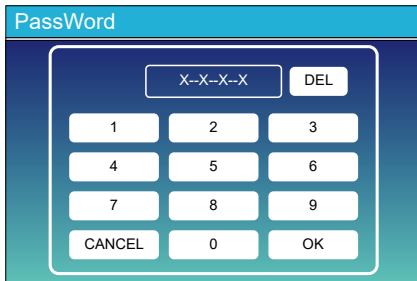 PassWord
X--X--X--X DEL
1 2 3
4 5 6
7 8 9
CANCEL 0 OK